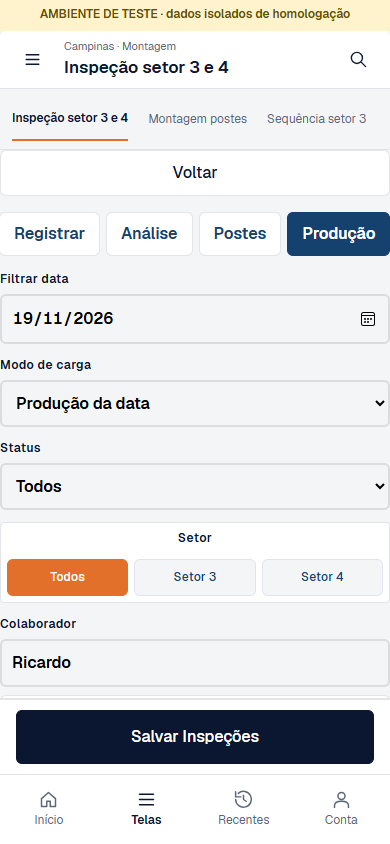 AMBIENTE DE TESTE · dados isolados de homologação
Campinas · Montagem
Inspeção setor 3 e 4
Inspeção setor 3 e 4 Montagem postes Sequência setor 3
Voltar
Registrar Análise Postes Produção
Filtrar data
19/11/2026
Modo de carga
Produção da data
Status
Todos
Setor
Todos Setor 3 Setor 4
Colaborador
Ricardo
Salvar Inspeções
Início Telas Recentes Conta